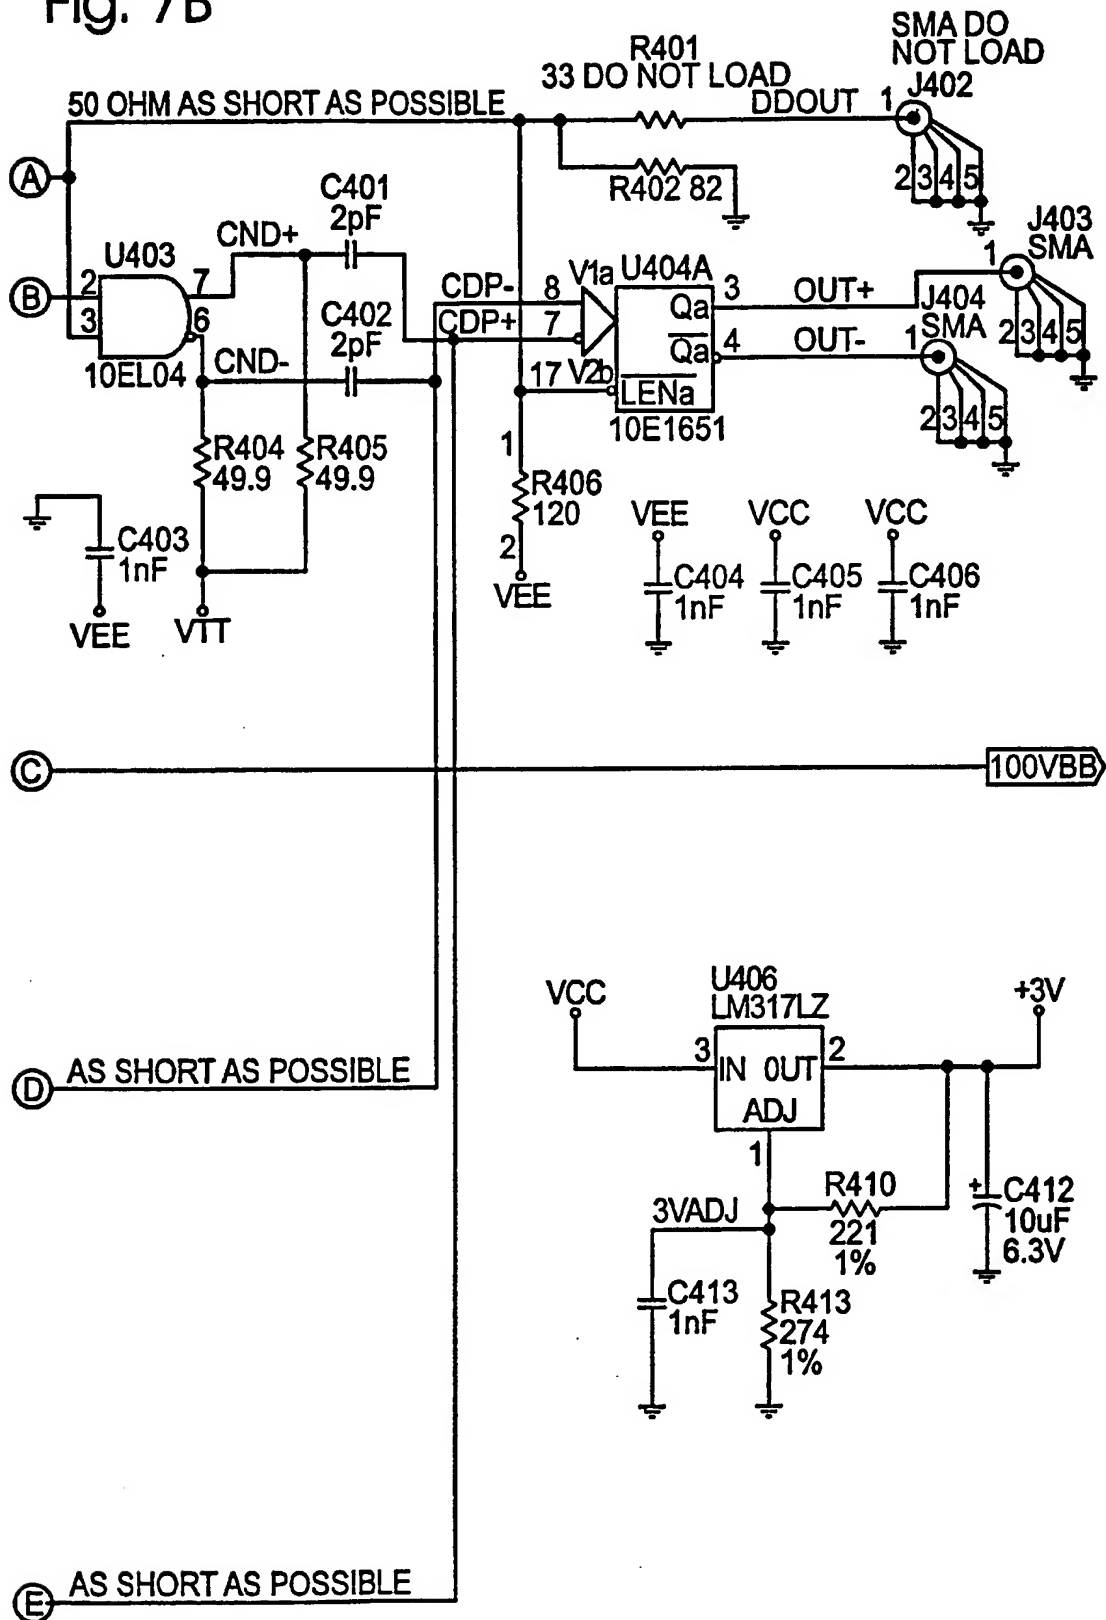 Fig. 7B
SMA DO
NOT LOAD
J402
R401
33 DO NOT LOAD
50 OHM AS SHORT AS POSSIBLE
DDOUT
1
A
R402 82
2 3 4 5
C401
2pF
J403
SMA
U403
CND+
1
B
2
3
7
6
10EL04
C402
2pF
CND-
CDP-
8
CDP+
7
V1a
V2b
17
U404A
Qa
Qa
LENa
10E1651
3
OUT+
4
OUT-
J404
SMA
1
2 3 4 5
2 3 4 5
R404
49.9
R405
49.9
1
R406
120
2
VEE
C403
1nF
VEE
VTT
VEE
C404
1nF
VCC
C405
1nF
VCC
C406
1nF
C
100VBB
U406
LM317LZ
VCC
+3V
3
IN 0UT
2
ADJ
1
D
AS SHORT AS POSSIBLE
3VADJ
R410
221
1%
+
C412
10uF
6.3V
C413
1nF
R413
274
1%
E
AS SHORT AS POSSIBLE